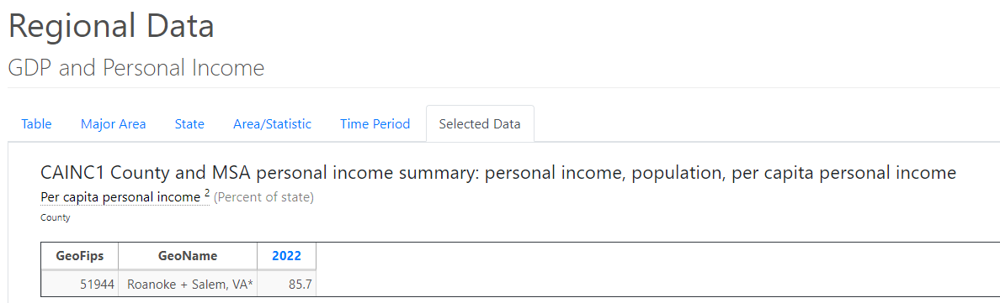 Regional Data
GDP and Personal Income
Table Major Area State Area/Statistic Time Period Selected Data
CAINC1 County and MSA personal income summary: personal income, population, per capita personal income
Per capita personal income 2 (Percent of state)
County
GeoFips GeoName 2022
51944 Roanoke + Salem, VA* 85.7